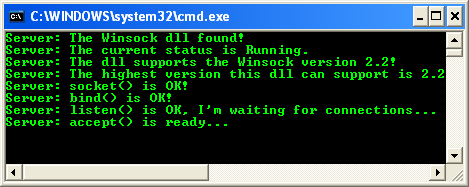 C:\WINDOWS\system32\cmd.exe
Server: The Winsock dll found!
Server: The current status is Running.
Server: The dll supports the Winsock version 2.2!
Server: The highest version this dll can support is 2.2
Server: socket() is OK!
Server: bind() is OK!
Server: listen() is OK, I'm waiting for connections...
Server: accept() is ready...